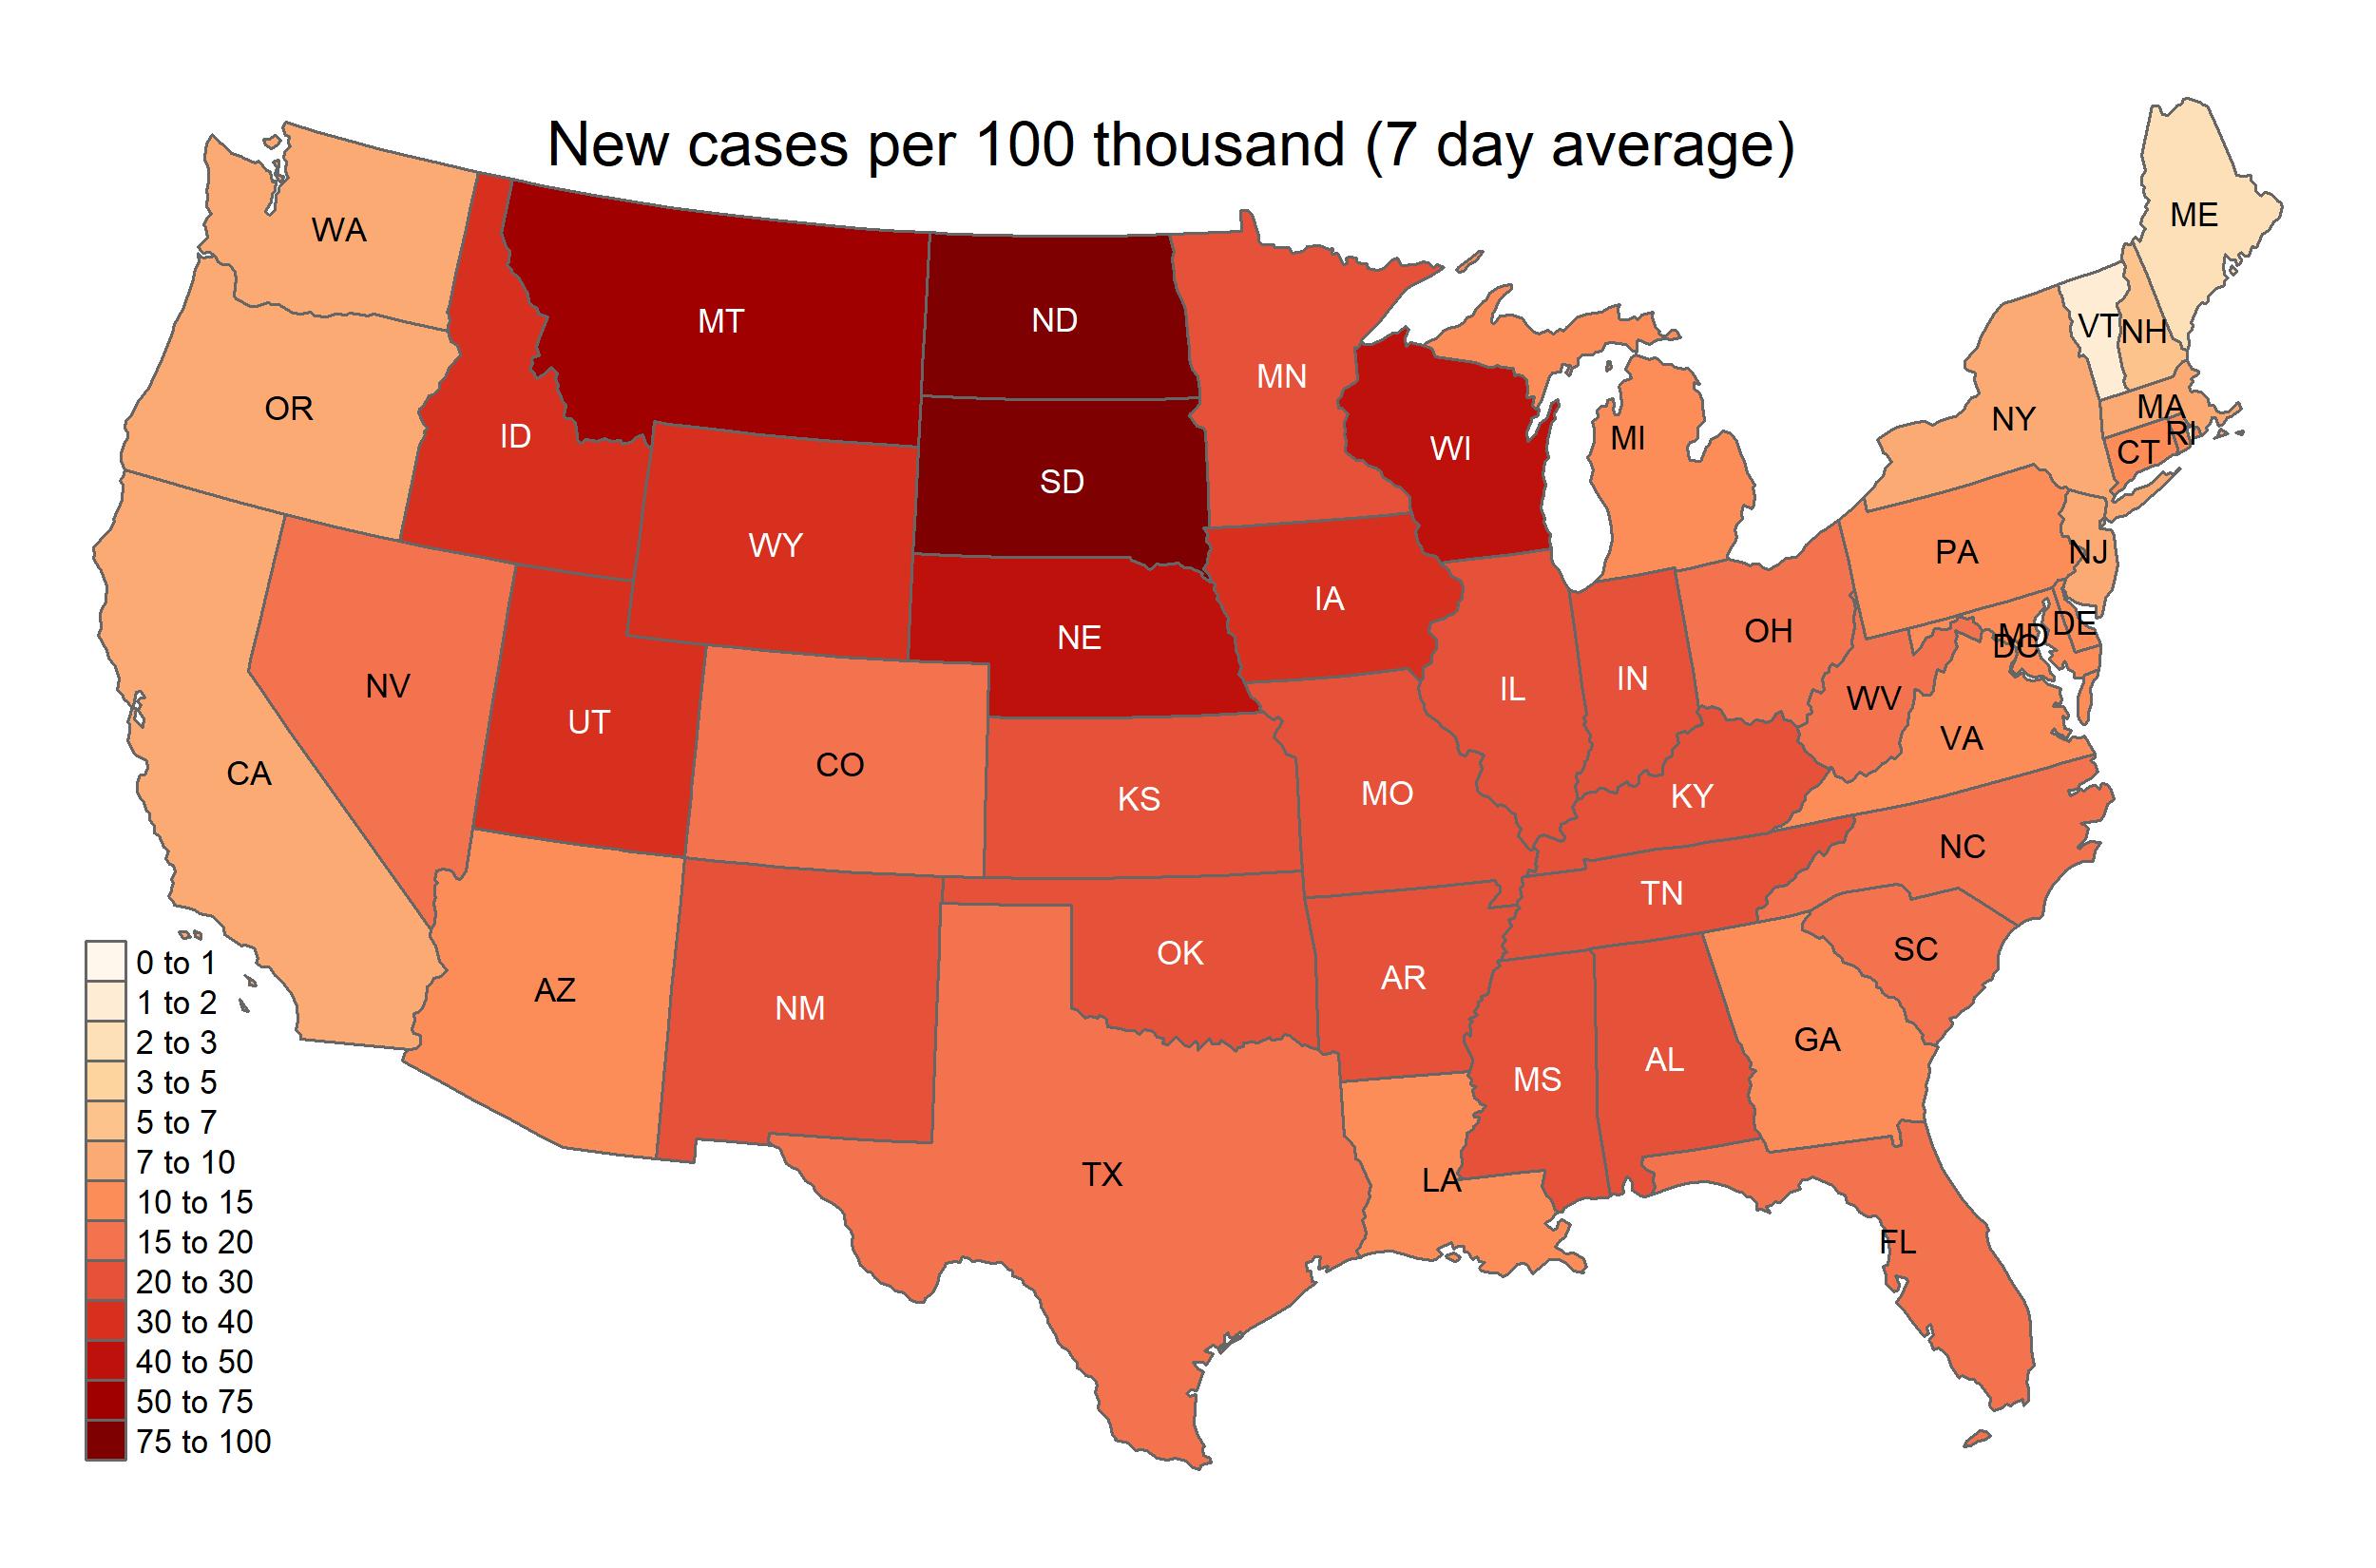 New cases per 100 thousand (7 day average)
ME
WA
MT
ND
VT
NH
MN
OR
MA
NY
RI
ID
MI
WI
CT
SD
WY
PA
NJ
IA
DE
OH
MD
NE
DC
IN
NV
IL
WV
UT
VA
CO
CA
MO
KY
KS
NC
TN
SC
OK
AR
AZ
NM
GA
AL
MS
TX
LA
FL
0 to 1
1 to 2
2 to 3
3 to 5
5 to 7
7 to 10
10 to 15
15 to 20
20 to 30
30 to 40
40 to 50
50 to 75
75 to 100